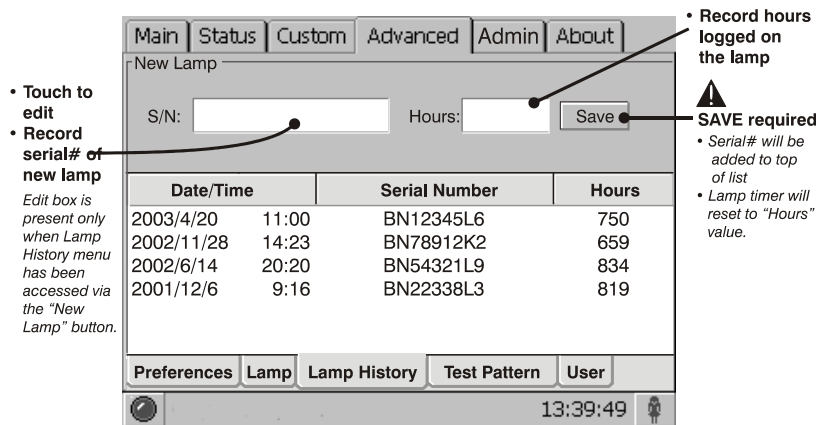 Main Status Custom Advanced Admin About
New Lamp
S/N: Hours: Save
Date/Time Serial Number Hours
2003/4/20 11:00 BN12345L6 750
2002/11/28 14:23 BN78912K2 659
2002/6/14 20:20 BN54321L9 834
2001/12/6 9:16 BN22338L3 819
Preferences Lamp Lamp History Test Pattern User
13:39:49
• Touch to
edit
• Record
serial# of
new lamp
Edit box is
present only
when Lamp
History menu
has been
accessed via
the “New
Lamp” button.
• Record hours
logged on
the lamp
SAVE required
• Serial# will be
added to top
of list
• Lamp timer will
reset to “Hours”
value.